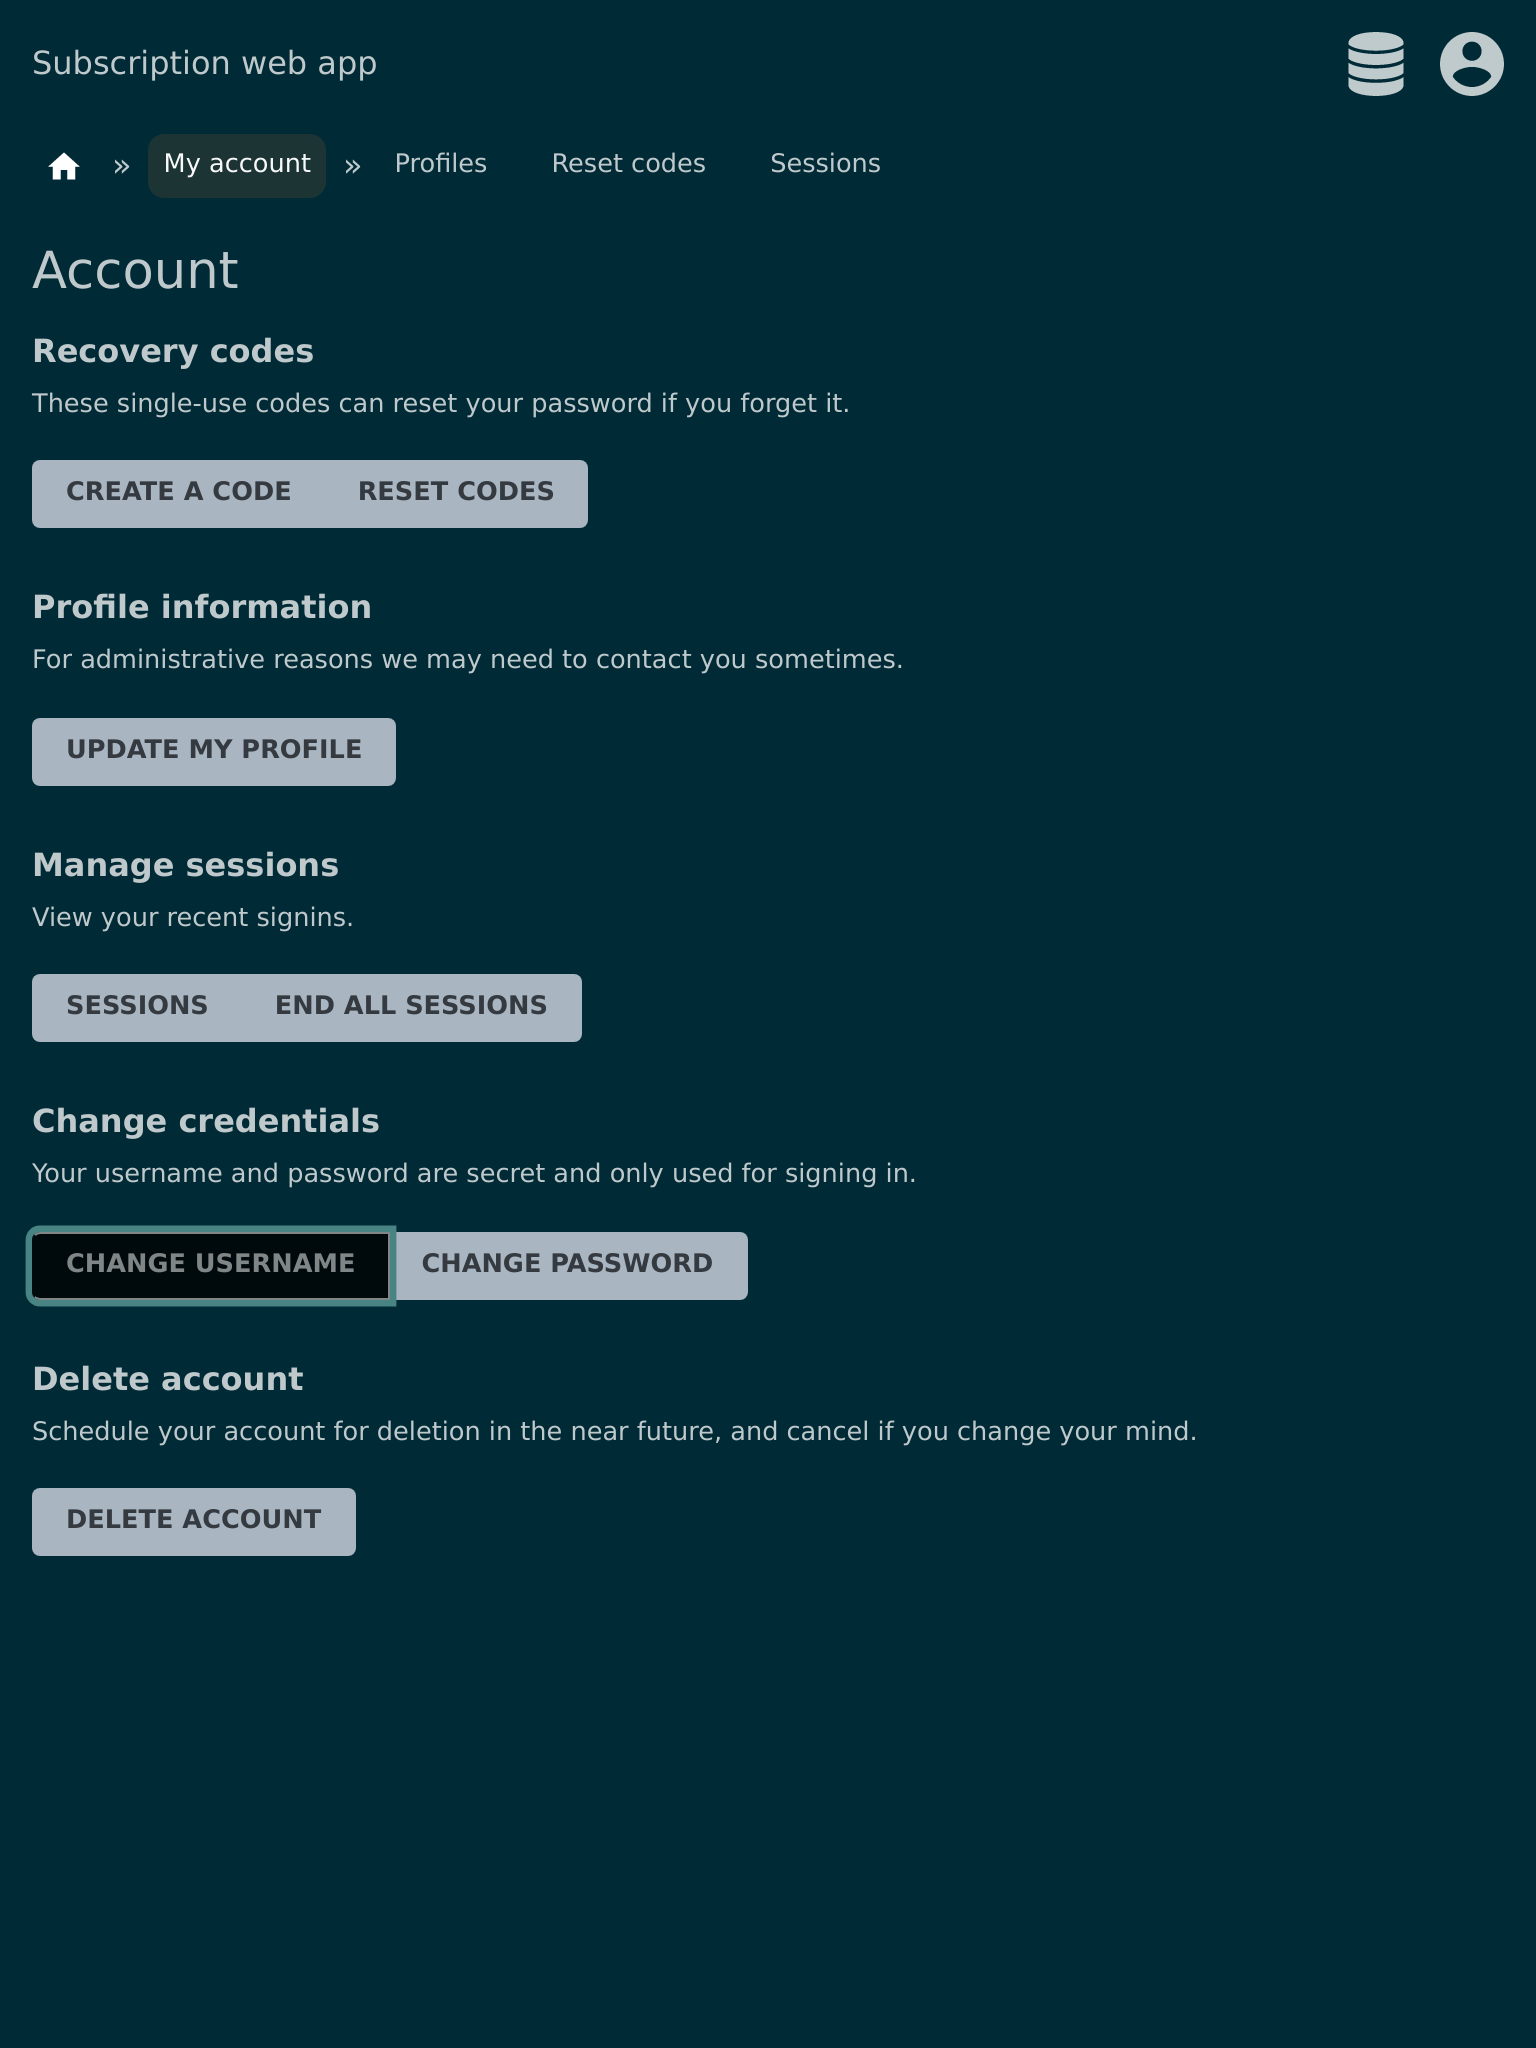 Subscription web app
» My account » Profiles Reset codes Sessions
Account
Recovery codes
These single-use codes can reset your password if you forget it.
CREATE A CODE RESET CODES
Profile information
For administrative reasons we may need to contact you sometimes.
UPDATE MY PROFILE
Manage sessions
View your recent signins.
SESSIONS END ALL SESSIONS
Change credentials
Your username and password are secret and only used for signing in.
CHANGE USERNAME CHANGE PASSWORD
Delete account
Schedule your account for deletion in the near future, and cancel if you change your mind.
DELETE ACCOUNT